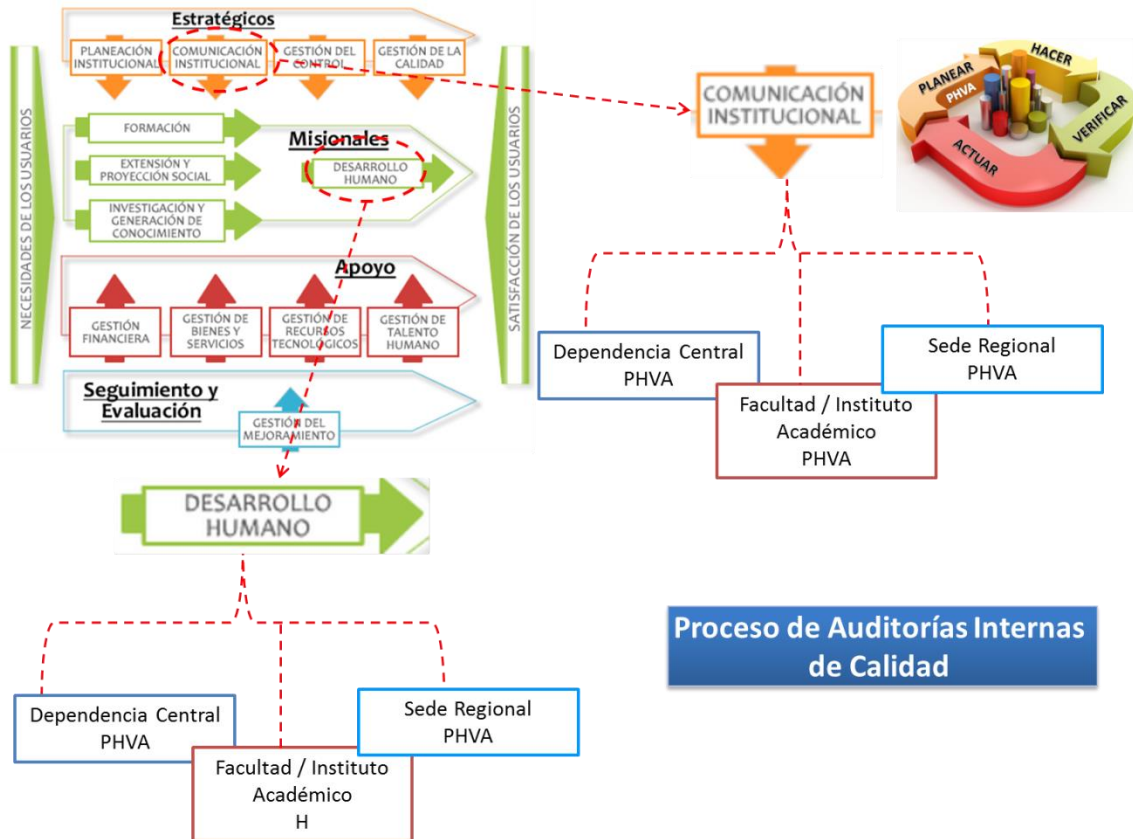 Estratégicos
PLANEACIÓN
INSTITUCIONAL
COMUNICACIÓN
INSTITUCIONAL
GESTIÓN DEL
CONTROL
GESTIÓN DE LA
CALIDAD
NECESIDADES DE LOS USUARIOS
FORMACIÓN
EXTENSIÓN Y
PROYECCIÓN SOCIAL
INVESTIGACIÓN Y
GENERACIÓN DE
CONOCIMIENTO
Misionales
DESARROLLO
HUMANO
SATISFACCIÓN DE LOS USUARIOS
Apoyo
GESTIÓN
FINANCIERA
GESTIÓN DE
BIENES Y
SERVICIOS
GESTIÓN DE
RECURSOS
TECNOLÓGICOS
GESTIÓN DE
TALENTO
HUMANO
Seguimiento y
Evaluación
GESTIÓN DEL
MEJORAMIENTO
COMUNICACIÓN
INSTITUCIONAL
PLANEAR
PHVA
HACER
VERIFICAR
ACTUAR
Dependencia Central
PHVA
Facultad / Instituto
Académico
PHVA
Sede Regional
PHVA
DESARROLLO
HUMANO
Dependencia Central
PHVA
Facultad / Instituto
Académico
H
Sede Regional
PHVA
Proceso de Auditorías Internas
de Calidad